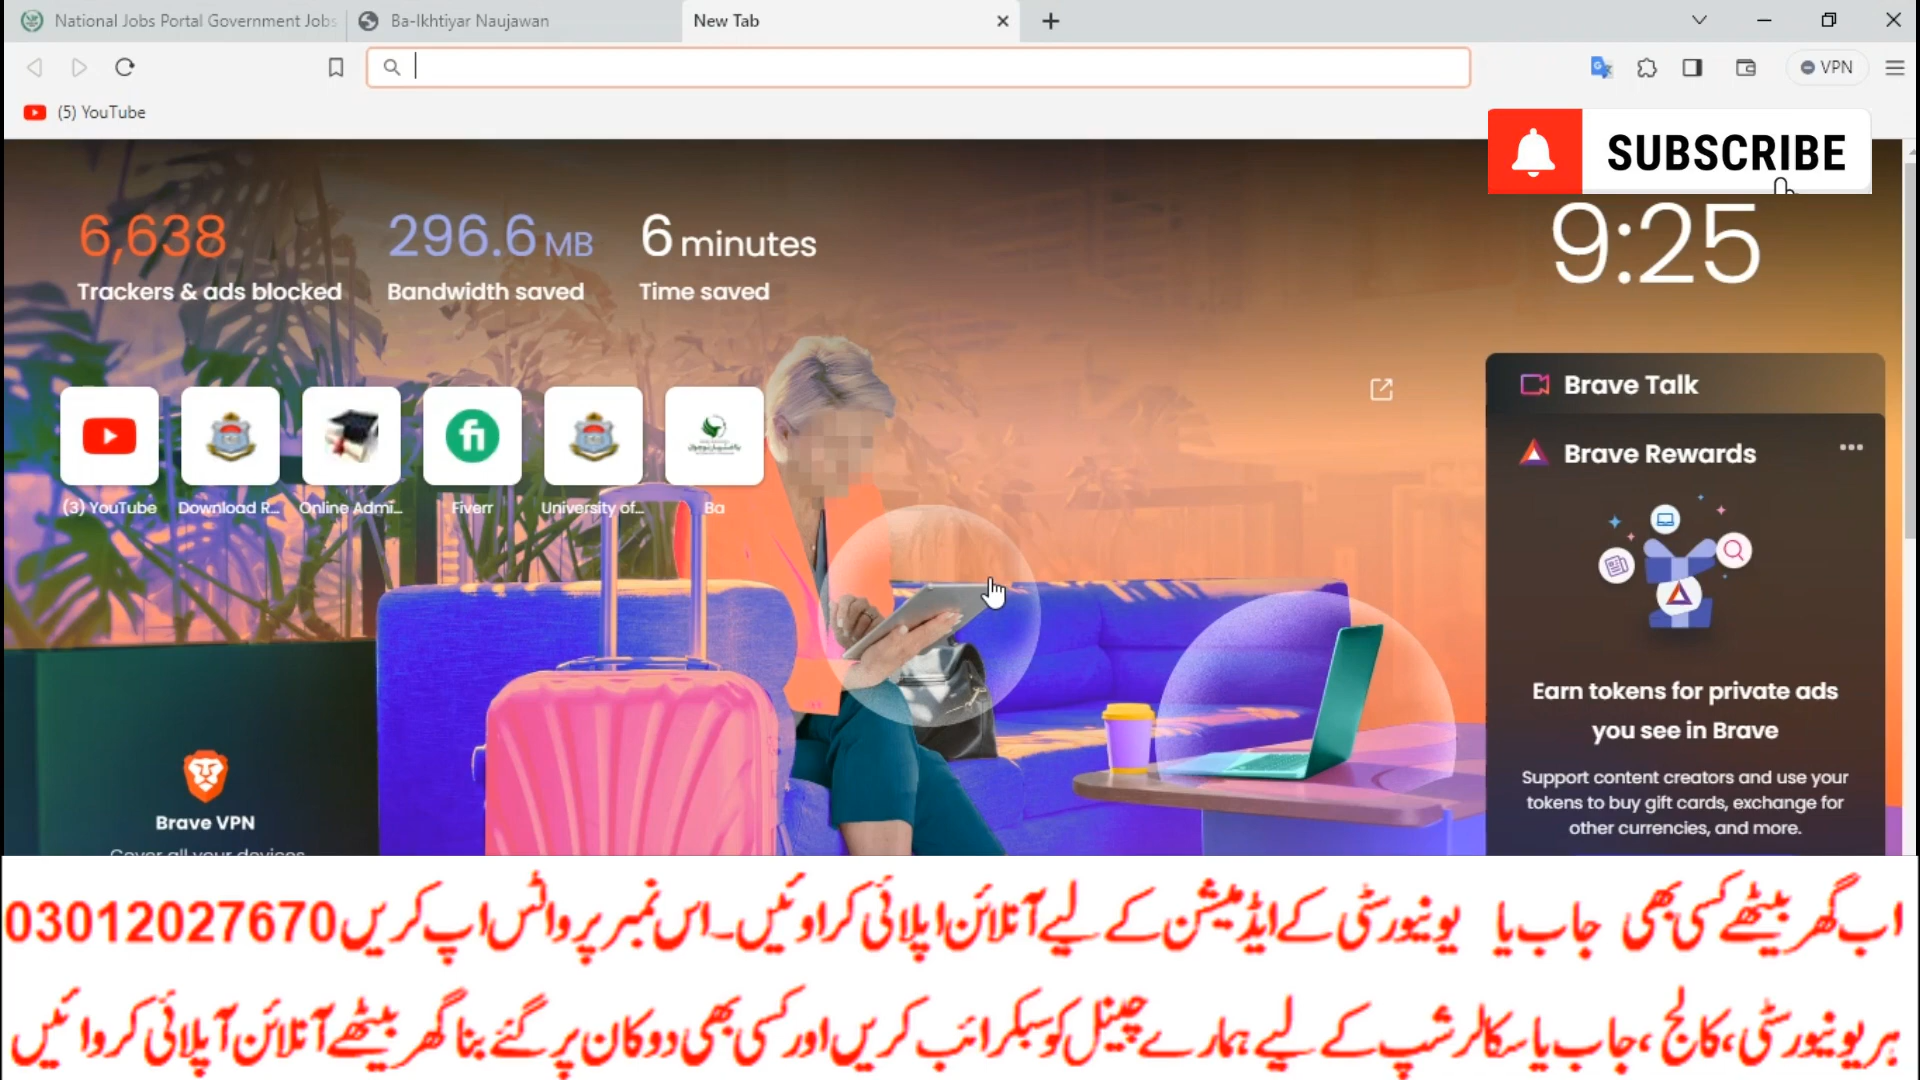 National Jobs Portal Government Jobs
Ba-Ikhtiyar Naujawan
New Tab
VPN
(5) YouTube
SUBSCRIBE
6,638
Trackers & ads blocked
296.6 MB
Bandwidth saved
6 minutes
Time saved
9:25
(3) YouTube
Download R...
Online Admi...
Fiverr
University of...
Ba
Brave Talk
Brave Rewards
Earn tokens for private ads
you see in Brave
Support content creators and use your
tokens to buy gift cards, exchange for
other currencies, and more.
Brave VPN
Cover all your devices
اب گھر بیٹھے کسی بھی جاب یا یونیورسٹی کے ایڈمیشن کے لیے آنلائن اپلائی کراوئیں۔ اس نمبر پر واٹس اپ کریں 03012027670
ہر یونیورسٹی، کالج ،جاب یا سکالرشپ کے لیے ہمارے چینل کو سبکرائب کریں اور کسی بھی دوکان پر گئے بنا گھر بیٹھے آنلائن آپلائی کروائیں